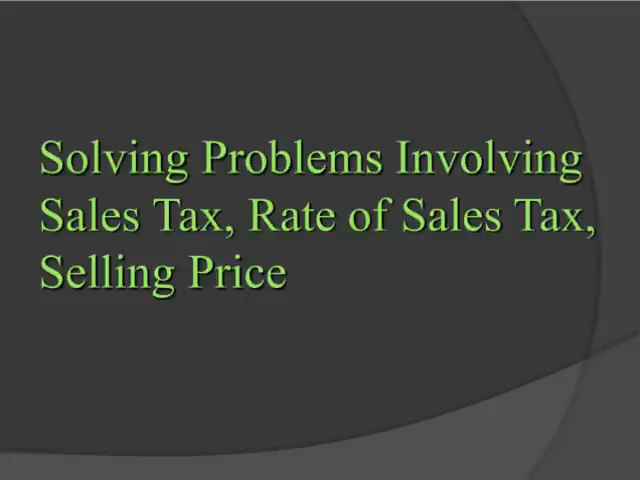 Solving Problems Involving
Sales Tax, Rate of Sales Tax,
Selling Price